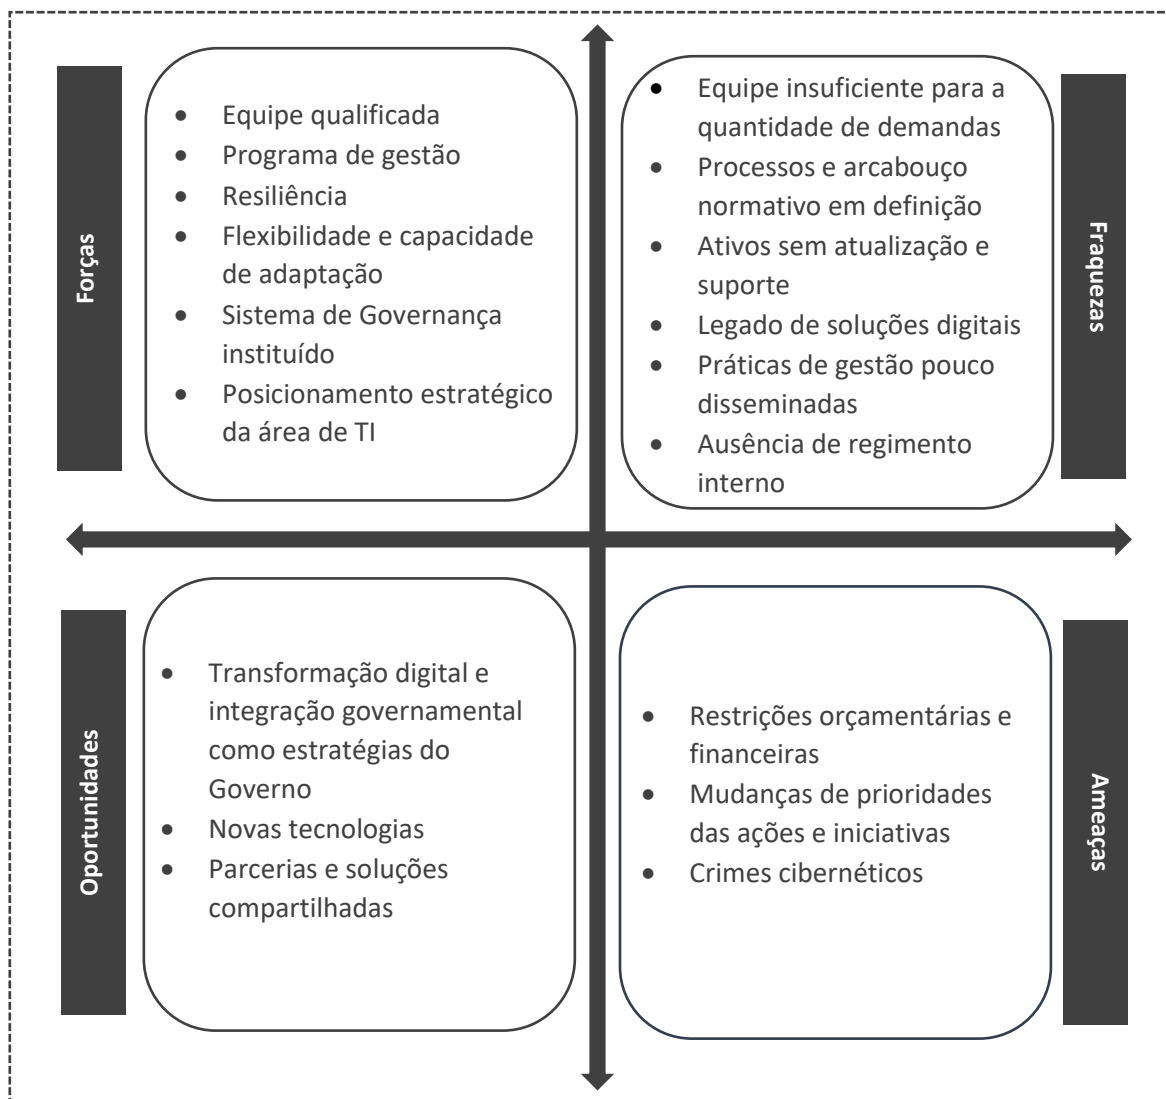 Forças
Equipe qualificada
Programa de gestão
Resiliência
Flexibilidade e capacidade
de adaptação
Sistema de Governança
instituído
Posicionamento estratégico
da área de TI
Equipe insuficiente para a
quantidade de demandas
Processos e arcabouço
normativo em definição
Ativos sem atualização e
suporte
Legado de soluções digitais
Práticas de gestão pouco
disseminadas
Ausência de regimento
interno
Fraquezas
Oportunidades
Transformação digital e
integração governamental
como estratégias do
Governo
Novas tecnologias
Parcerias e soluções
compartilhadas
Restrições orçamentárias e
financeiras
Mudanças de prioridades
das ações e iniciativas
Crimes cibernéticos
Ameaças